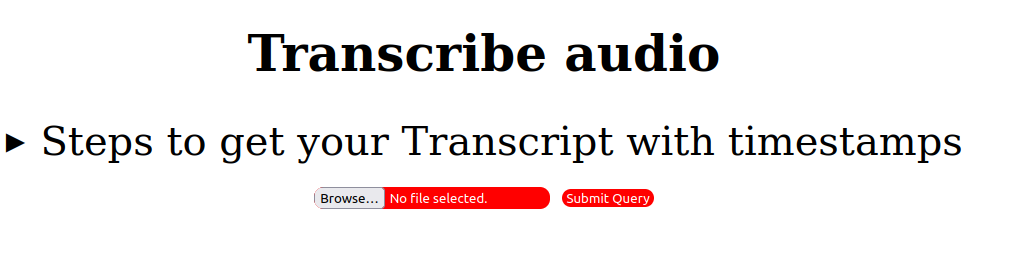 Transcribe audio
▸ Steps to get your Transcript with timestamps
Browse... No file selected. Submit Query